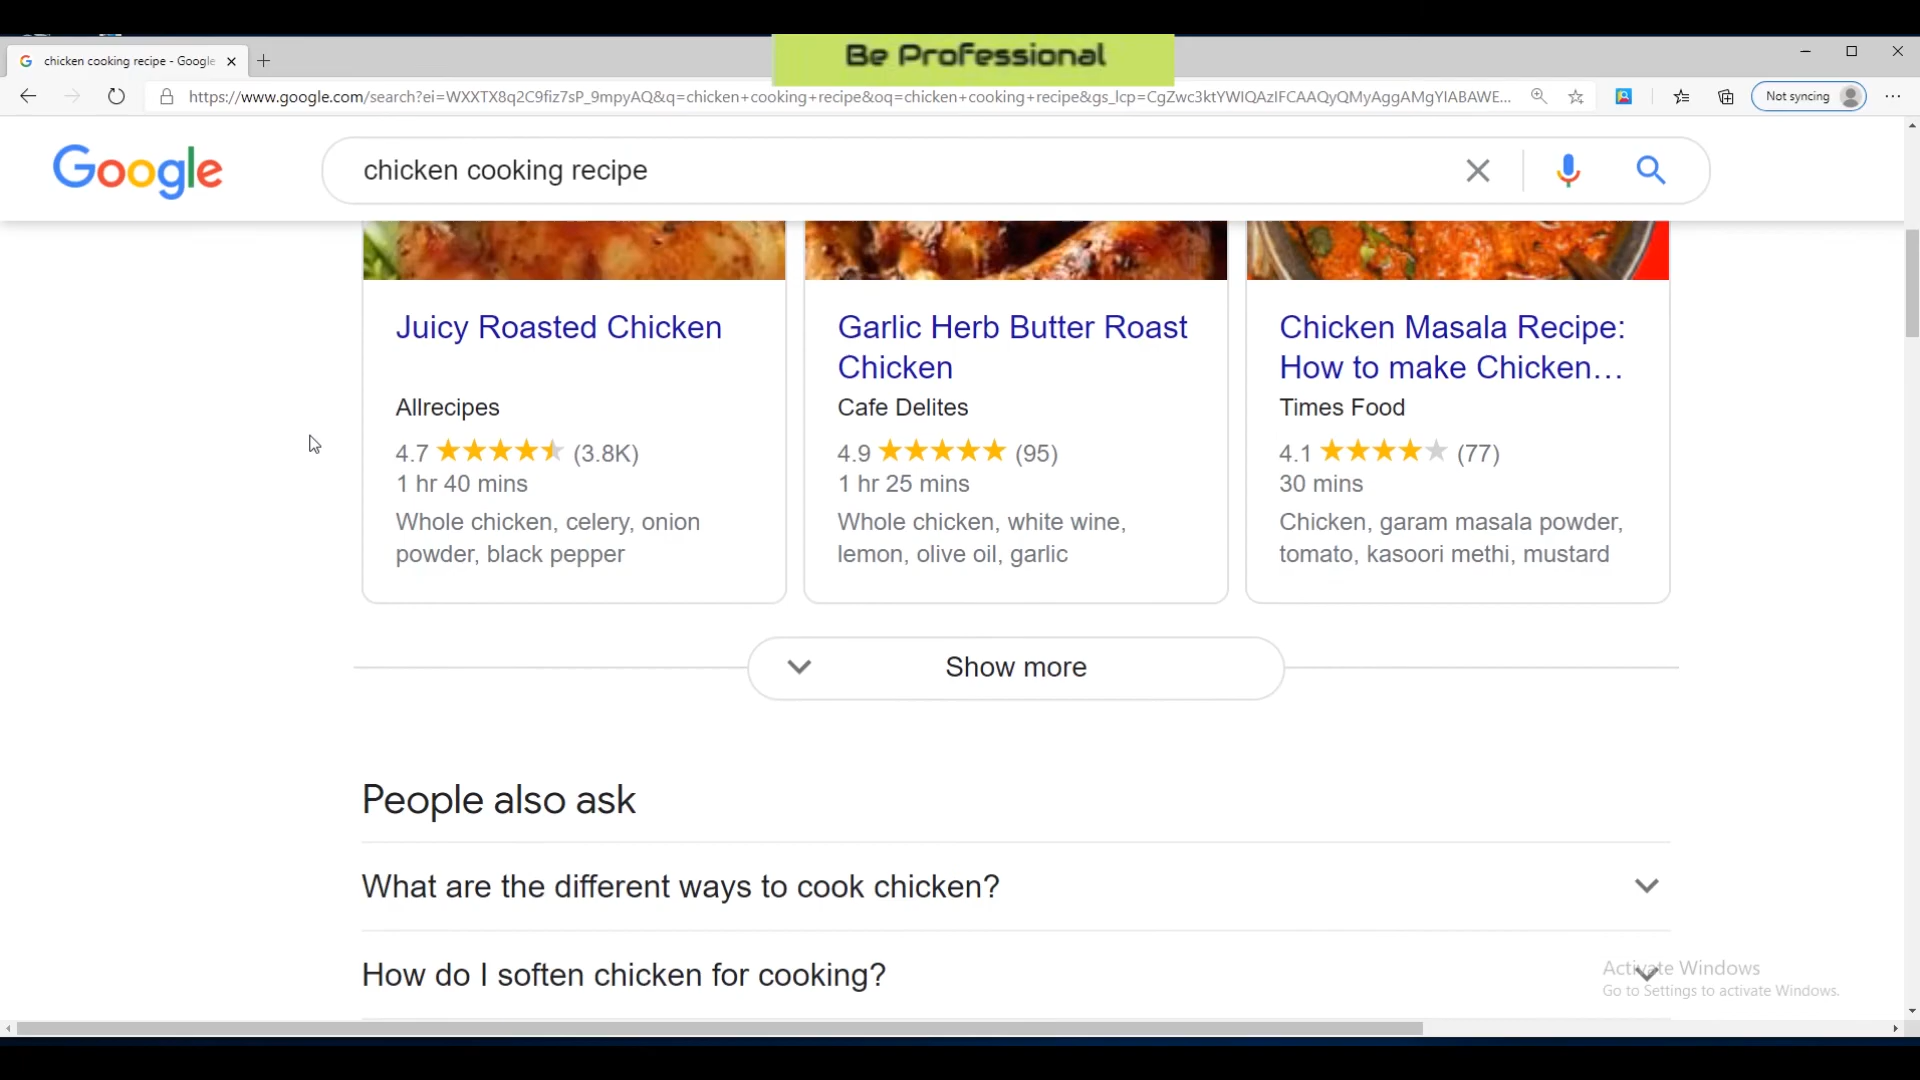 Be Professional
chicken cooking recipe - Google
https://www.google.com/search?ei=WXXTX8q2C9fiz7sP_9mpyAQ&q=chicken+cooking+recipe&oq=chicken+cooking+recipe&gs_lcp=CgZwc3ktYWIQAzIFCAAQyQMyAggAMgYIABAWE...
Not syncing
Google
chicken cooking recipe
Juicy Roasted Chicken
Allrecipes
4.7 (3.8K)
1 hr 40 mins
Whole chicken, celery, onion
powder, black pepper
Garlic Herb Butter Roast
Chicken
Cafe Delites
4.9 (95)
1 hr 25 mins
Whole chicken, white wine,
lemon, olive oil, garlic
Chicken Masala Recipe:
How to make Chicken...
Times Food
4.1 (77)
30 mins
Chicken, garam masala powder,
tomato, kasoori methi, mustard
Show more
People also ask
What are the different ways to cook chicken?
How do I soften chicken for cooking?
Activate Windows
Go to Settings to activate Windows.